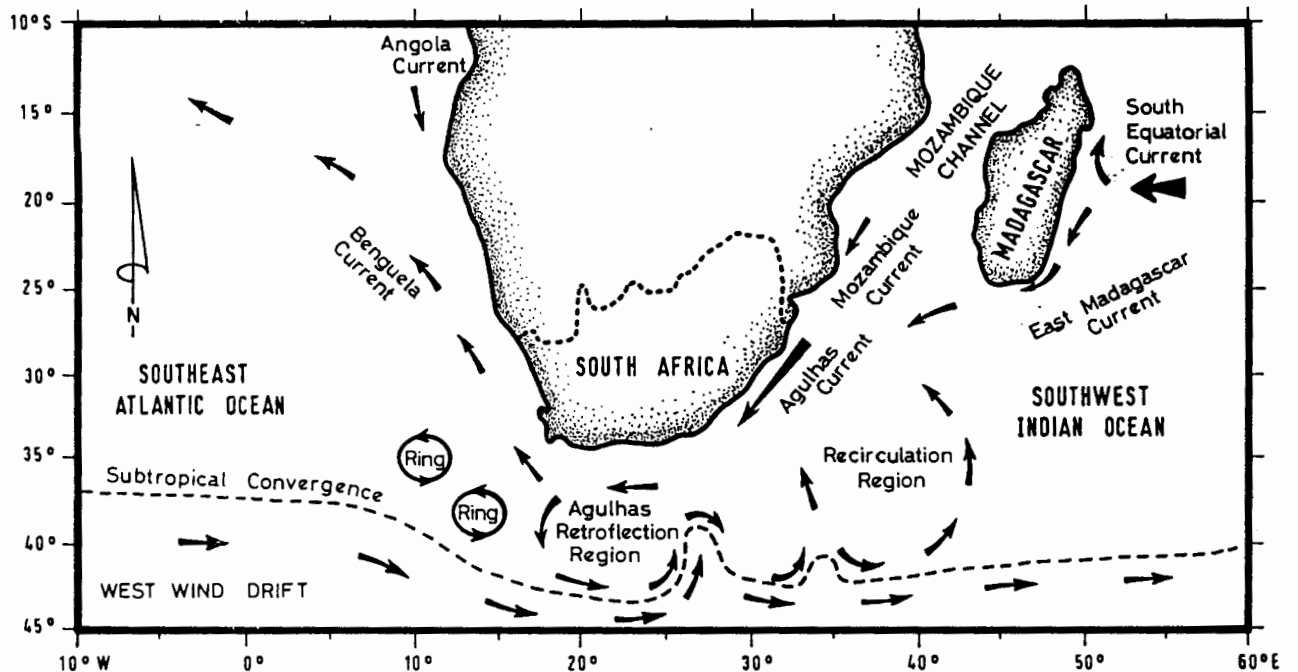 10°S
15°
20°
25°
30°
35°
40°
45°
10°W
0°
10°
20°
30°
40°
50°
60°E
Angola
Current
MOZAMBIQUE
CHANNEL
MADAGASCAR
South
Equatorial
Current
N
Benguela
Current
Mozambique
Current
East Madagascar
Current
SOUTH AFRICA
Agulhas
Current
SOUTHEAST
ATLANTIC OCEAN
SOUTHWEST
INDIAN OCEAN
Ring
Ring
Recirculation
Region
Subtropical Convergence
Agulhas
Retroflection
Region
WEST WIND DRIFT